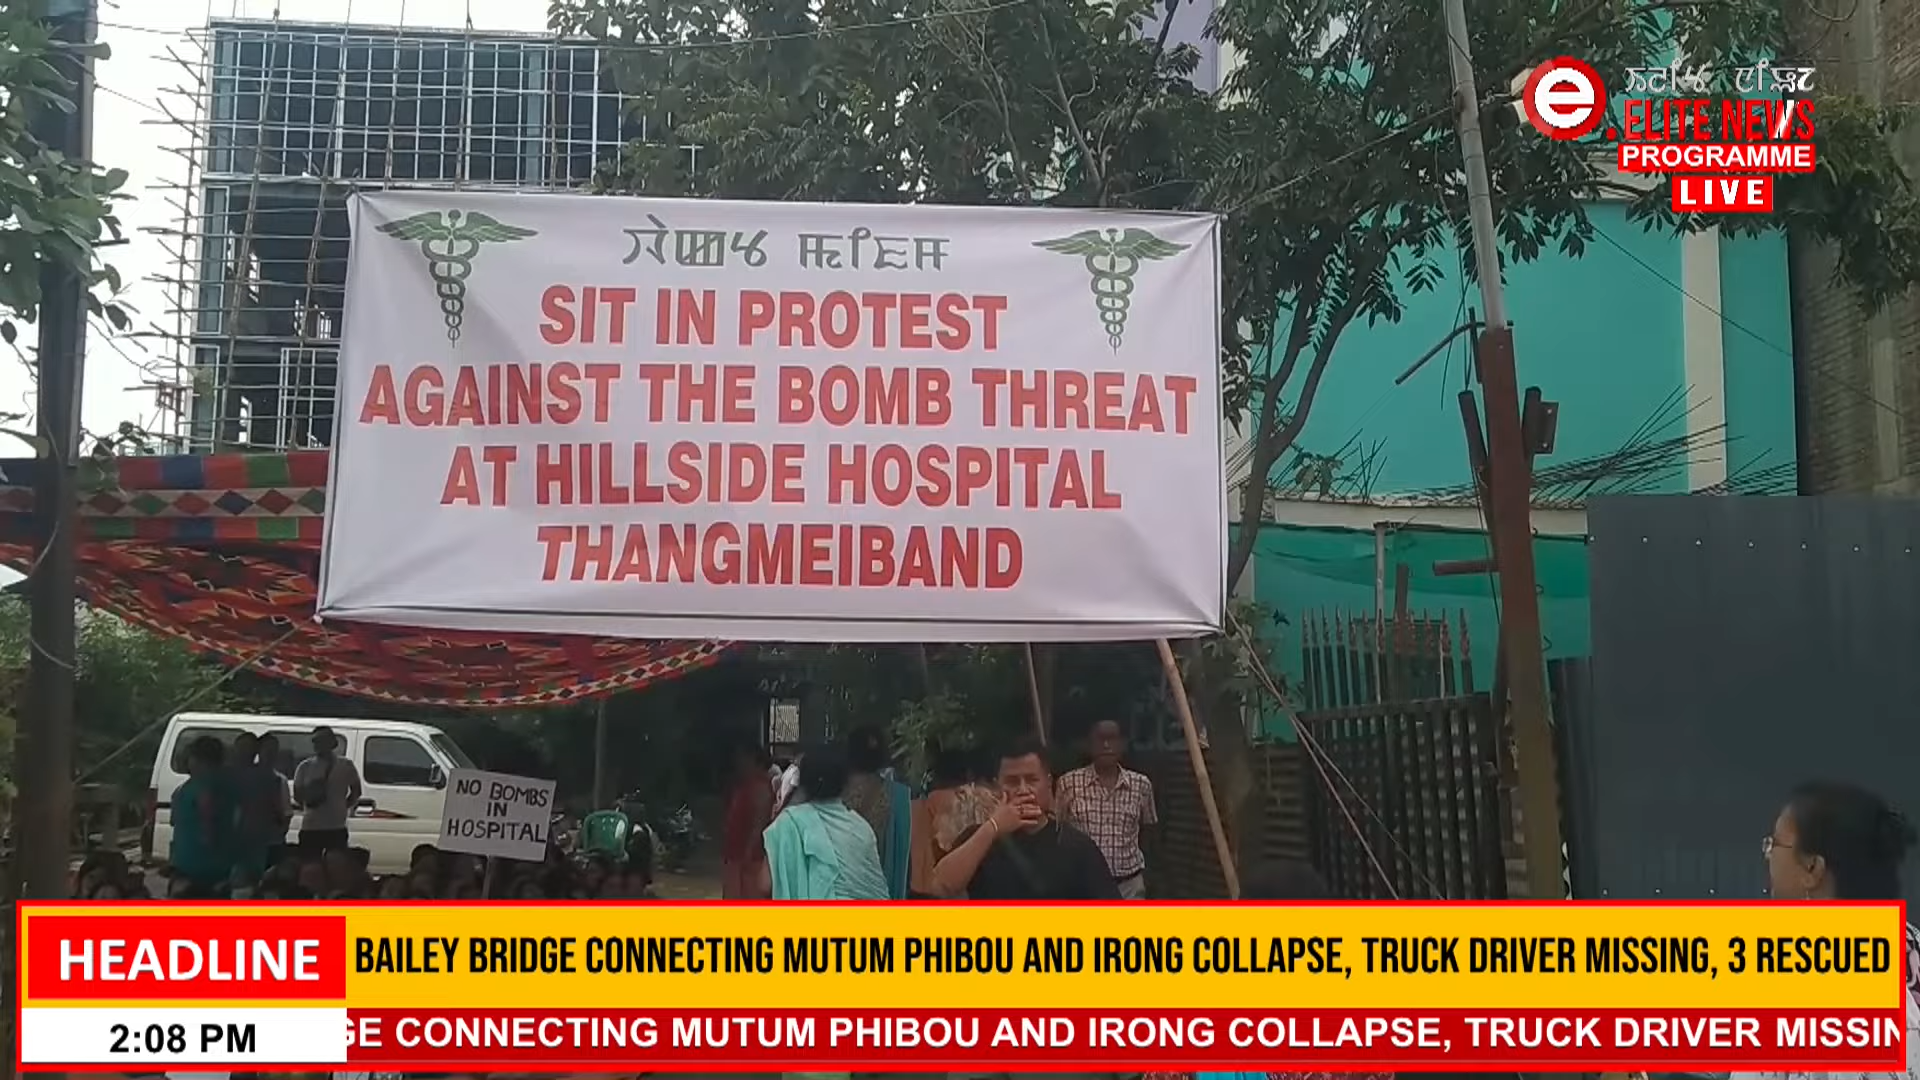 ꯋꯥꯀꯠ ꯃꯤꯐꯝ
SIT IN PROTEST
AGAINST THE BOMB THREAT
AT HILLSIDE HOSPITAL
THANGMEIBAND
e
ELITE NEWS
PROGRAMME
LIVE
NO BOMBS
IN
HOSPITAL
HEADLINE
BAILEY BRIDGE CONNECTING MUTUM PHIBOU AND IRONG COLLAPSE, TRUCK DRIVER MISSING, 3 RESCUED
2:08 PM
CONNECTING MUTUM PHIBOU AND IRONG COLLAPSE, TRUCK DRIVER